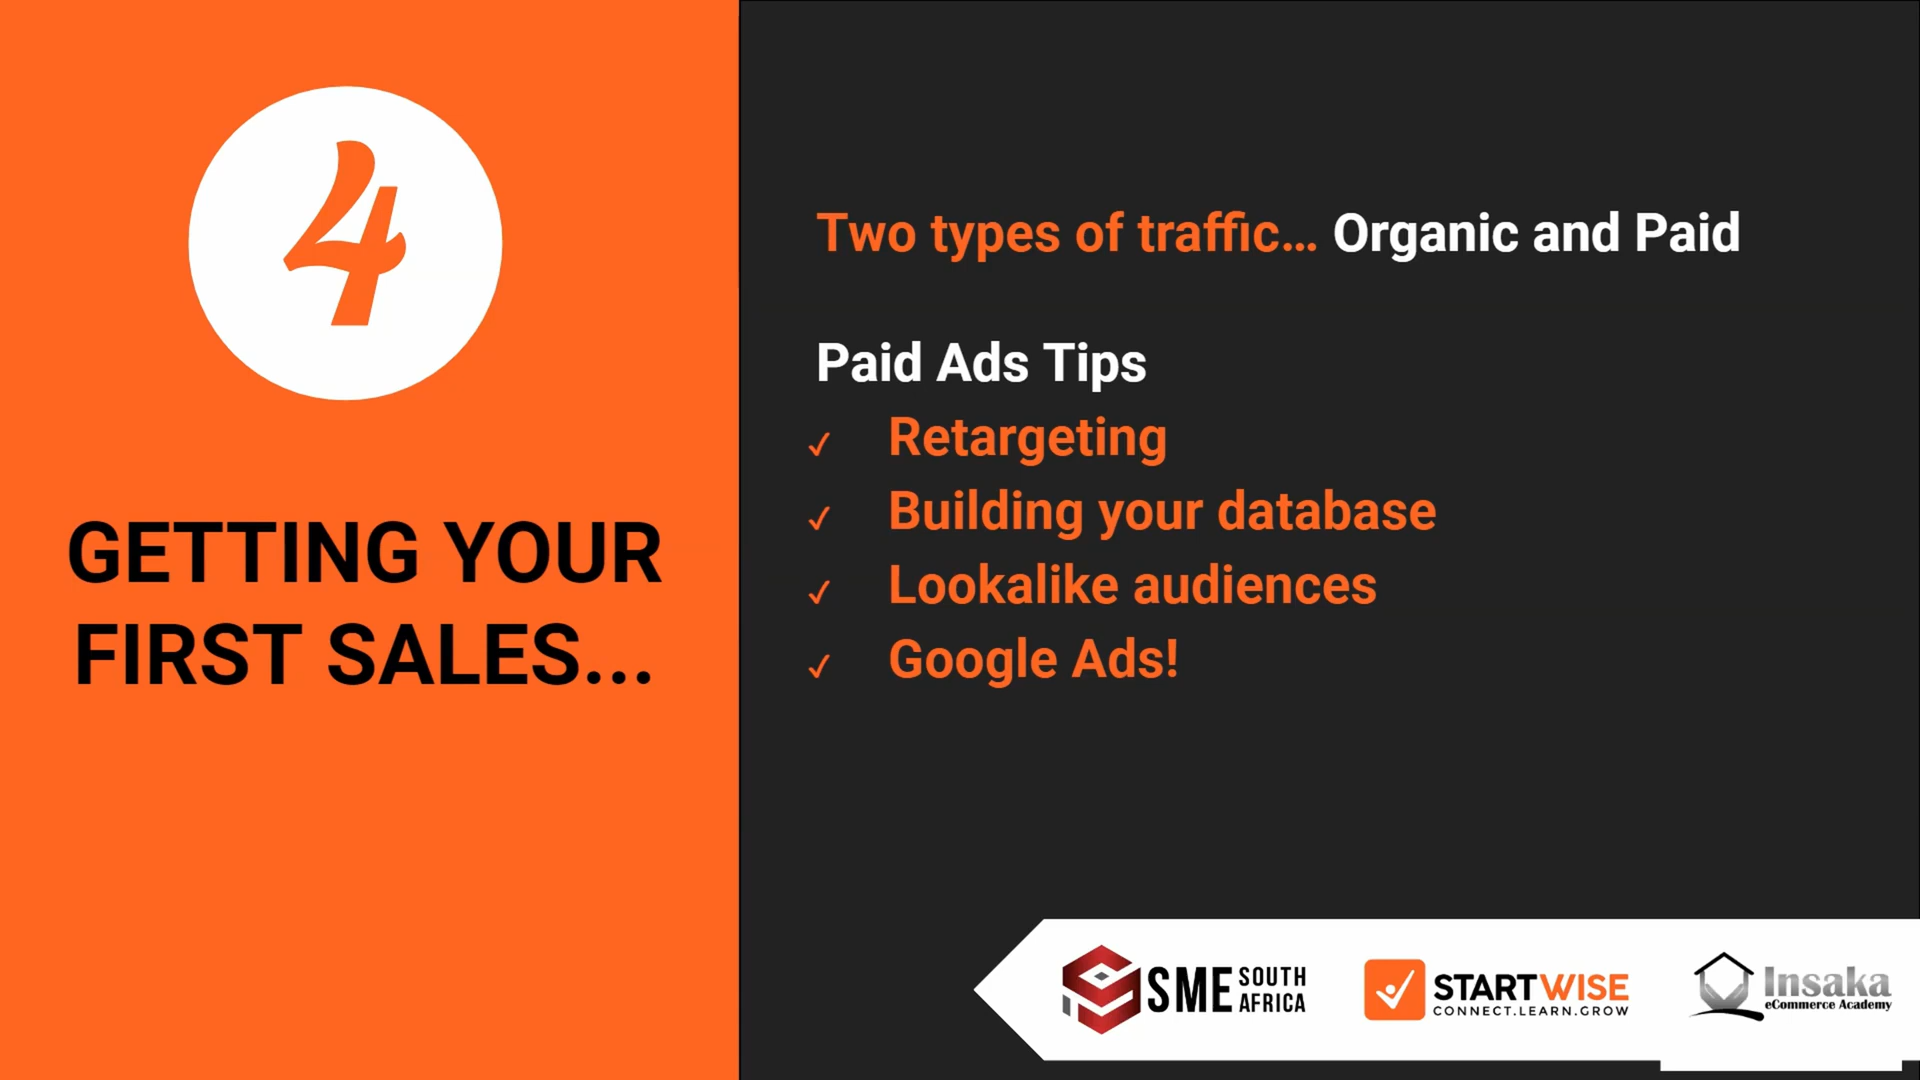 4
GETTING YOUR
FIRST SALES...
Two types of traffic... Organic and Paid
Paid Ads Tips
✓ Retargeting
✓ Building your database
✓ Lookalike audiences
✓ Google Ads!
SME SOUTH
AFRICA
STARTWISE
CONNECT.LEARN.GROW
Insaka
eCommerce Academy